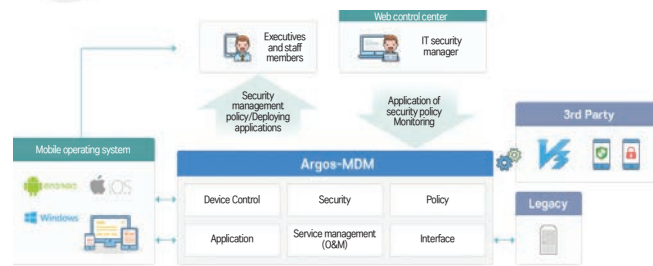 Web control center
Executives
and staff
members
IT security
manager
Security
management
policy/Deploying
applications
Application of
security policy
Monitoring
3rd Party
Mobile operating system
Argos-MDM
android
iOS
Windows
Device Control
Security
Policy
Legacy
Application
Service management
(O&M)
Interface